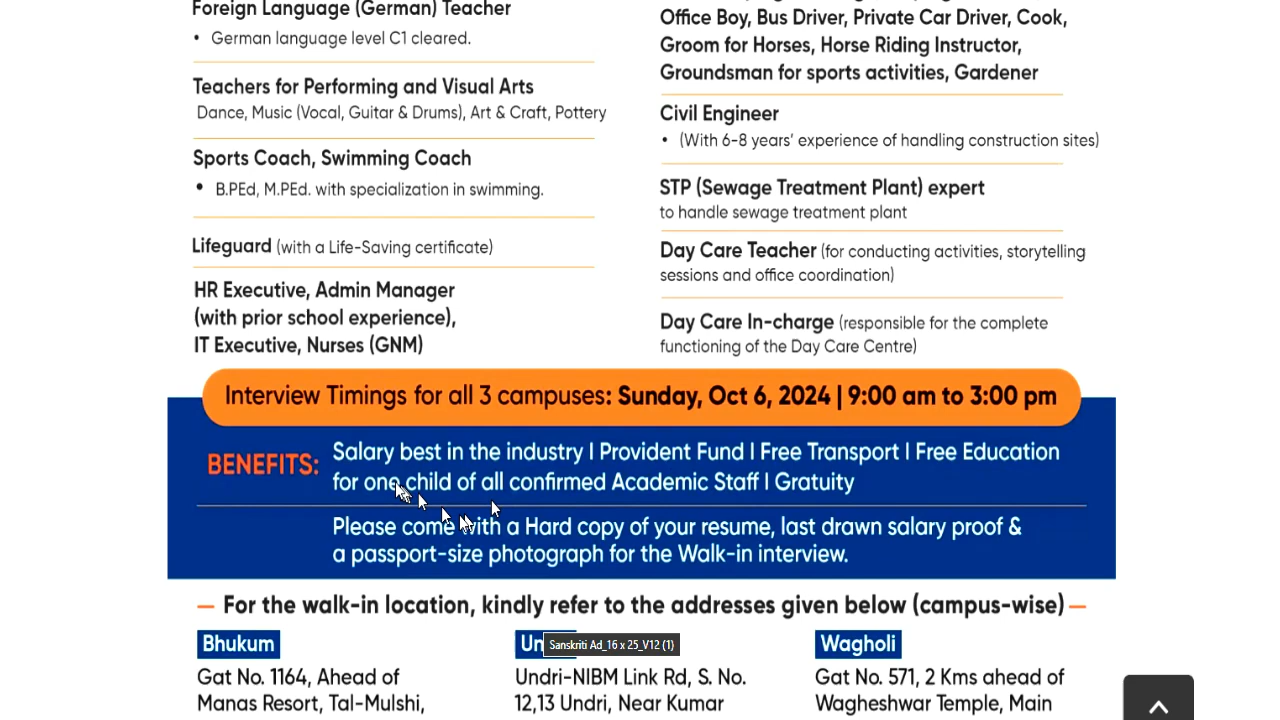 Foreign Language (German) Teacher
• German language level C1 cleared.
Teachers for Performing and Visual Arts
Dance, Music (Vocal, Guitar & Drums), Art & Craft, Pottery
Sports Coach, Swimming Coach
• B.PEd, M.PEd. with specialization in swimming.
Lifeguard (with a Life-Saving certificate)
HR Executive, Admin Manager
(with prior school experience),
IT Executive, Nurses (GNM)
Office Boy, Bus Driver, Private Car Driver, Cook,
Groom for Horses, Horse Riding Instructor,
Groundsman for sports activities, Gardener
Civil Engineer
• (With 6-8 years’ experience of handling construction sites)
STP (Sewage Treatment Plant) expert
to handle sewage treatment plant
Day Care Teacher (for conducting activities, storytelling
sessions and office coordination)
Day Care In-charge (responsible for the complete
functioning of the Day Care Centre)
Interview Timings for all 3 campuses: Sunday, Oct 6, 2024 | 9:00 am to 3:00 pm
BENEFITS: Salary best in the industry | Provident Fund | Free Transport | Free Education
for one child of all confirmed Academic Staff | Gratuity
Please come with a Hard copy of your resume, last drawn salary proof &
a passport-size photograph for the Walk-in interview.
— For the walk-in location, kindly refer to the addresses given below (campus-wise) —
Bhukum
Gat No. 1164, Ahead of
Manas Resort, Tal-Mulshi,
Un
Sanskriti Ad_16 x 25_V12 (1)
Undri-NIBM Link Rd, S. No.
12,13 Undri, Near Kumar
Wagholi
Gat No. 571, 2 Kms ahead of
Wagheshwar Temple, Main